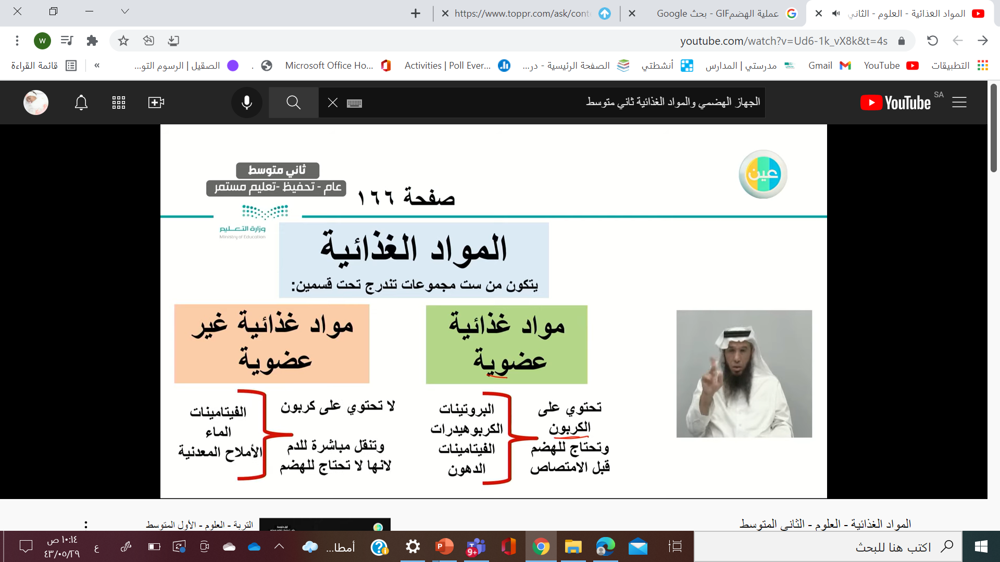 المواد الغذائية - العلوم - الثاني
عملية الهضمGIF - بحث Google
https://www.toppr.com/ask/conte
youtube.com/watch?v=Ud6-1k_vX8k&t=4s
W
التطبيقات
YouTube
Gmail
مدرستي | المدارس
أنشطتي
الصفحة الرئيسية - در...
Activities | Poll Ever...
Microsoft Office Ho...
.
الصقيل | الرسوم التو...
«
قائمة القراءة
YouTube SA
الجهاز الهضمي والمواد الغذائية ثاني متوسط
عين
ثاني متوسط
عام - تحفيظ -تعليم مستمر
صفحة ١٦٦
وزارة التعليم
Ministry of Education
المواد الغذائية
يتكون من ست مجموعات تندرج تحت قسمين:
مواد غذائية
عضوية
تحتوي على
الكربون
وتحتاج للهضم
قبل الامتصاص
البروتينات
الكربوهيدرات
الفيتامينات
الدهون
مواد غذائية غير
عضوية
لا تحتوي على كربون
وتنقل مباشرة للدم
لانها لا تحتاج للهضم
الفيتامينات
الماء
الأملاح المعدنية
المواد الغذائية - العلوم - الثاني المتوسط
التربة - العلوم - الأول المتوسط
اكتب هنا للبحث
9+
أمطا...
ع
١٠:١٤ ص
٤٣/٠٥/٢٩